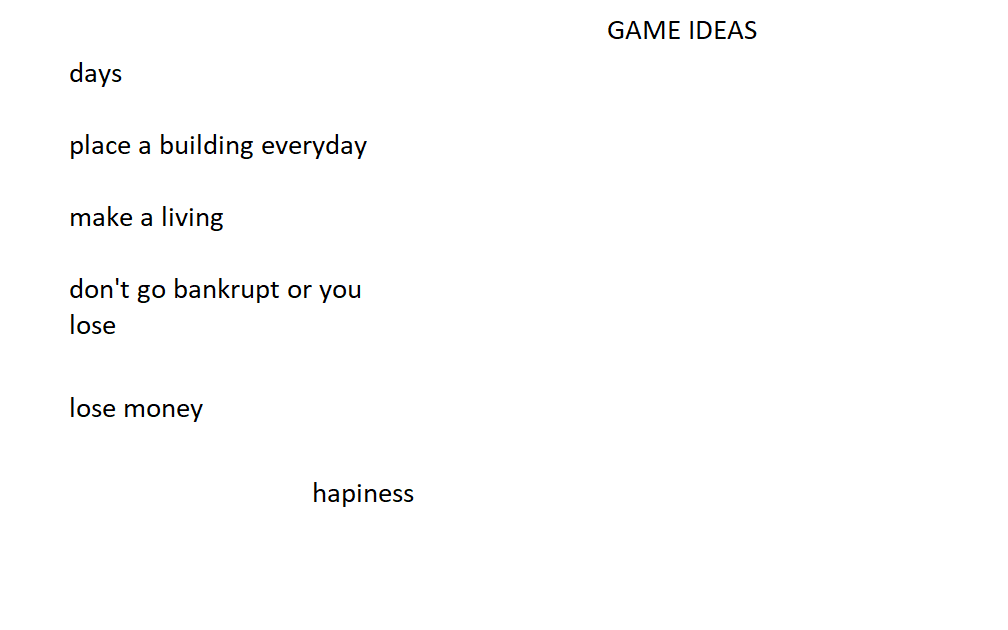 GAME IDEAS
days
place a building everyday
make a living
don't go bankrupt or you
lose
lose money
hapiness